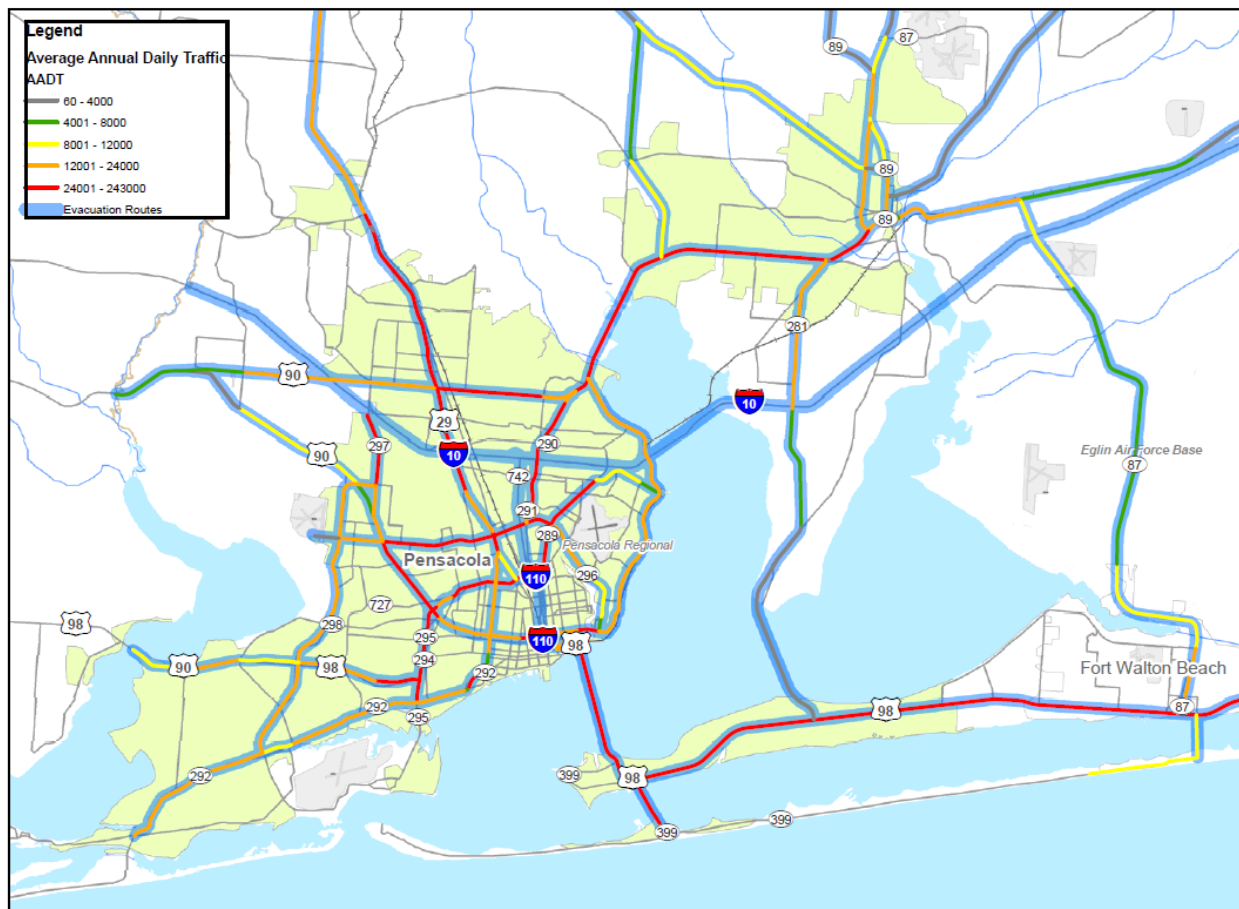 Legend
Average Annual Daily Traffic
AADT
60 - 4000
4001 - 8000
8001 - 12000
12001 - 24000
24001 - 243000
Evacuation Routes
89
87
89
89
281
90
10
29
297
290
90
10
742
Eglin Air Force Base
87
291
289
Pensacola Regional
Pensacola
110
296
727
98
298
295
110
98
90
98
294
292
Fort Walton Beach
292
295
98
87
292
399
98
399
399